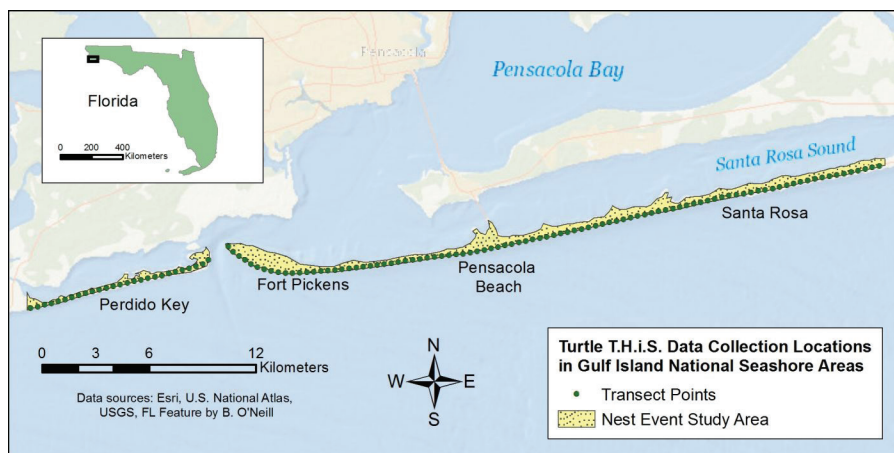 Florida
0 200 400
Kilometers
Pencacola
Pensacola Bay
Santa Rosa Sound
Santa Rosa
Pensacola
Beach
Fort Pickens
Perdido Key
0 3 6 12
Kilometers
Data sources: Esri, U.S. National Atlas,
USGS, FL Feature by B. O'Neill
N
W E
S
Turtle T.H.i.S. Data Collection Locations
in Gulf Island National Seashore Areas
Transect Points
Nest Event Study Area